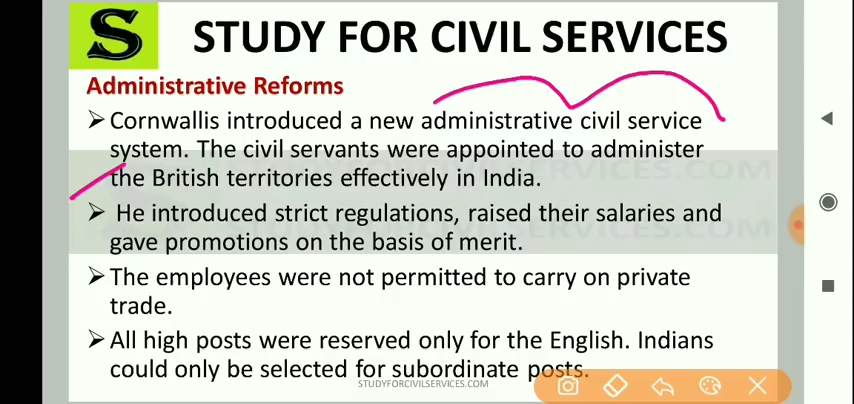 S STUDY FOR CIVIL SERVICES
Administrative Reforms
➢ Cornwallis introduced a new administrative civil service
system. The civil servants were appointed to administer
the British territories effectively in India.
➢ He introduced strict regulations, raised their salaries and
gave promotions on the basis of merit.
➢ The employees were not permitted to carry on private
trade.
➢ All high posts were reserved only for the English. Indians
could only be selected for subordinate posts.
STUDYFORCIVILSERVICES.COM